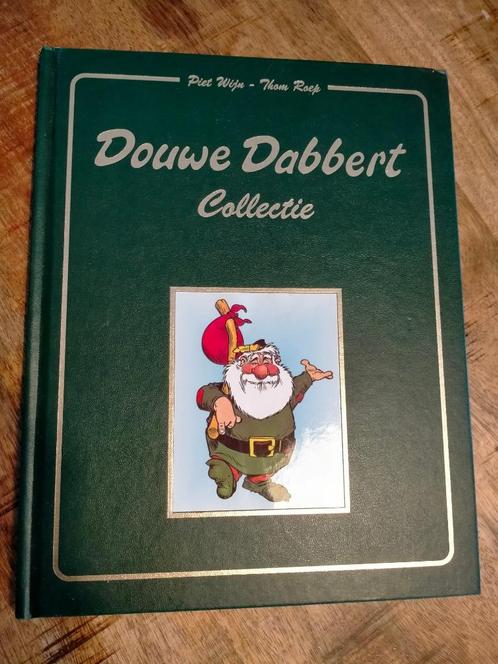 Piet Wijn - Thom Roep
Douwe Dabbert
Collectie